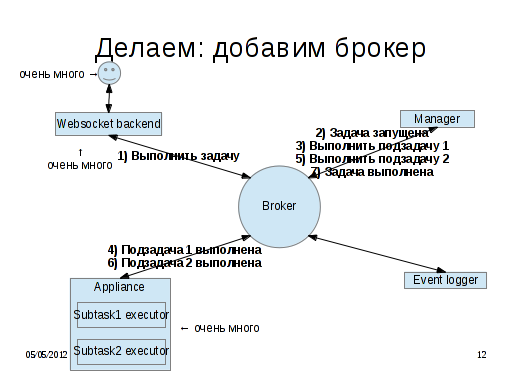 Делаем: добавим брокер
очень много →
Websocket backend
Manager
↑
очень много
1) Выполнить задачу
2) Задача запущена
3) Выполнить подзадачу 1
5) Выполнить подзадачу 2
7) Задача выполнена
Broker
4) Подзадача 1 выполнена
6) Подзадача 2 выполнена
Appliance
Event logger
Subtask1 executor
← очень много
Subtask2 executor
05/05/2012
12